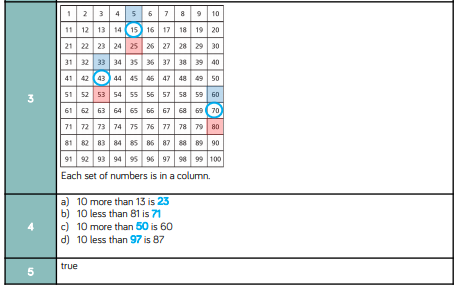 3
1 2 3 4 5 6 7 8 9 10
11 12 13 14 15 16 17 18 19 20
21 22 23 24 25 26 27 28 29 30
31 32 33 34 35 36 37 38 39 40
41 42 43 44 45 46 47 48 49 50
51 52 53 54 55 56 57 58 59 60
61 62 63 64 65 66 67 68 69 70
71 72 73 74 75 76 77 78 79 80
81 82 83 84 85 86 87 88 89 90
91 92 93 94 95 96 97 98 99 100
Each set of numbers is in a column.
4
a) 10 more than 13 is 23
b) 10 less than 81 is 71
c) 10 more than 50 is 60
d) 10 less than 97 is 87
5
true